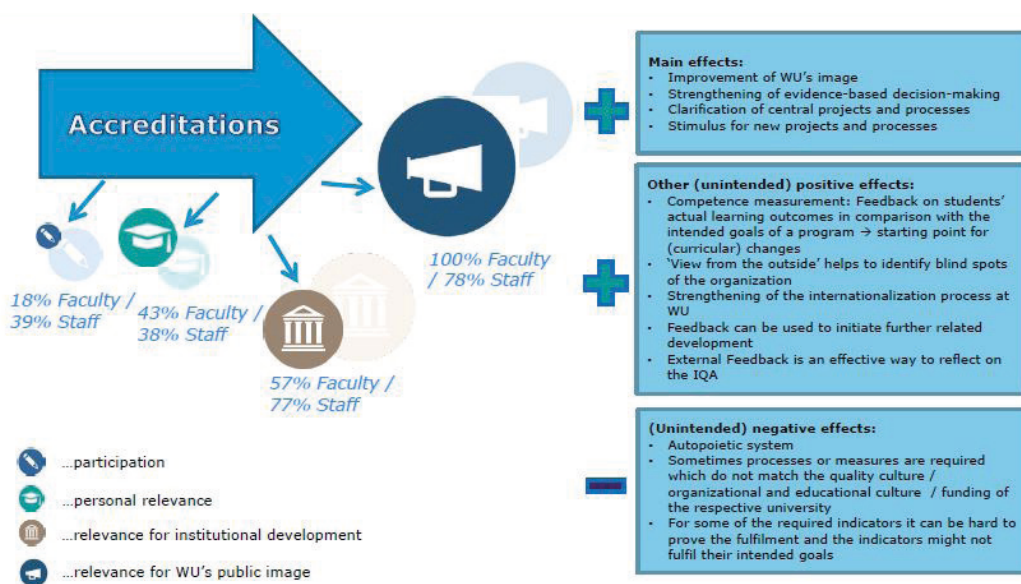 Accreditations
18% Faculty /
39% Staff
43% Faculty /
38% Staff
57% Faculty /
77% Staff
100% Faculty
/ 78% Staff
...participation
...personal relevance
...relevance for institutional development
...relevance for WU's public image
Main effects:
• Improvement of WU's image
• Strengthening of evidence-based decision-making
• Clarification of central projects and processes
• Stimulus for new projects and processes
Other (unintended) positive effects:
• Competence measurement: Feedback on students'
actual learning outcomes in comparison with the
intended goals of a program → starting point for
(curricular) changes
• 'View from the outside' helps to identify blind spots
of the organization
• Strengthening of the internationalization process at
WU
• Feedback can be used to initiate further related
development
• External Feedback is an effective way to reflect on
the IQA
(Unintended) negative effects:
• Autopoietic system
• Sometimes processes or measures are required
which do not match the quality culture /
organizational and educational culture / funding of
the respective university
• For some of the required indicators it can be hard to
prove the fulfilment and the indicators might not
fulfil their intended goals